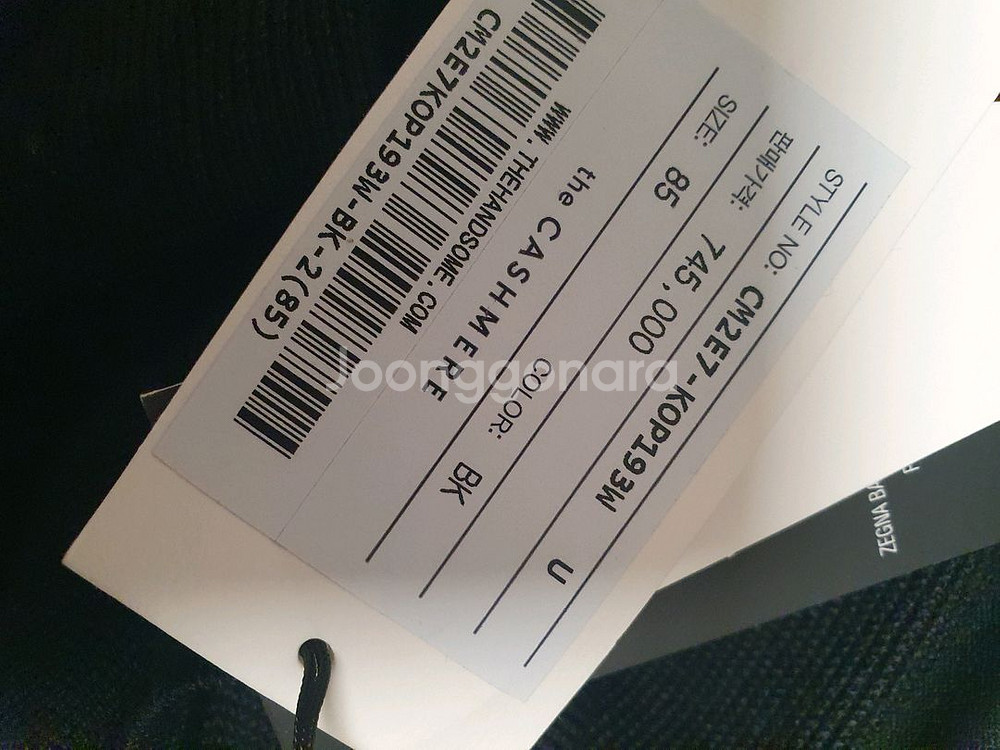 STYLE NO: CM2E7-KOP193W U
판매가격: 745,000
SIZE: 85 COLOR: BK
the CASHMERE
WWW.THEHANDSOME.COM
CM2E7KOP193W-BK-2(85)
ZEGNA BA
Joonggonara